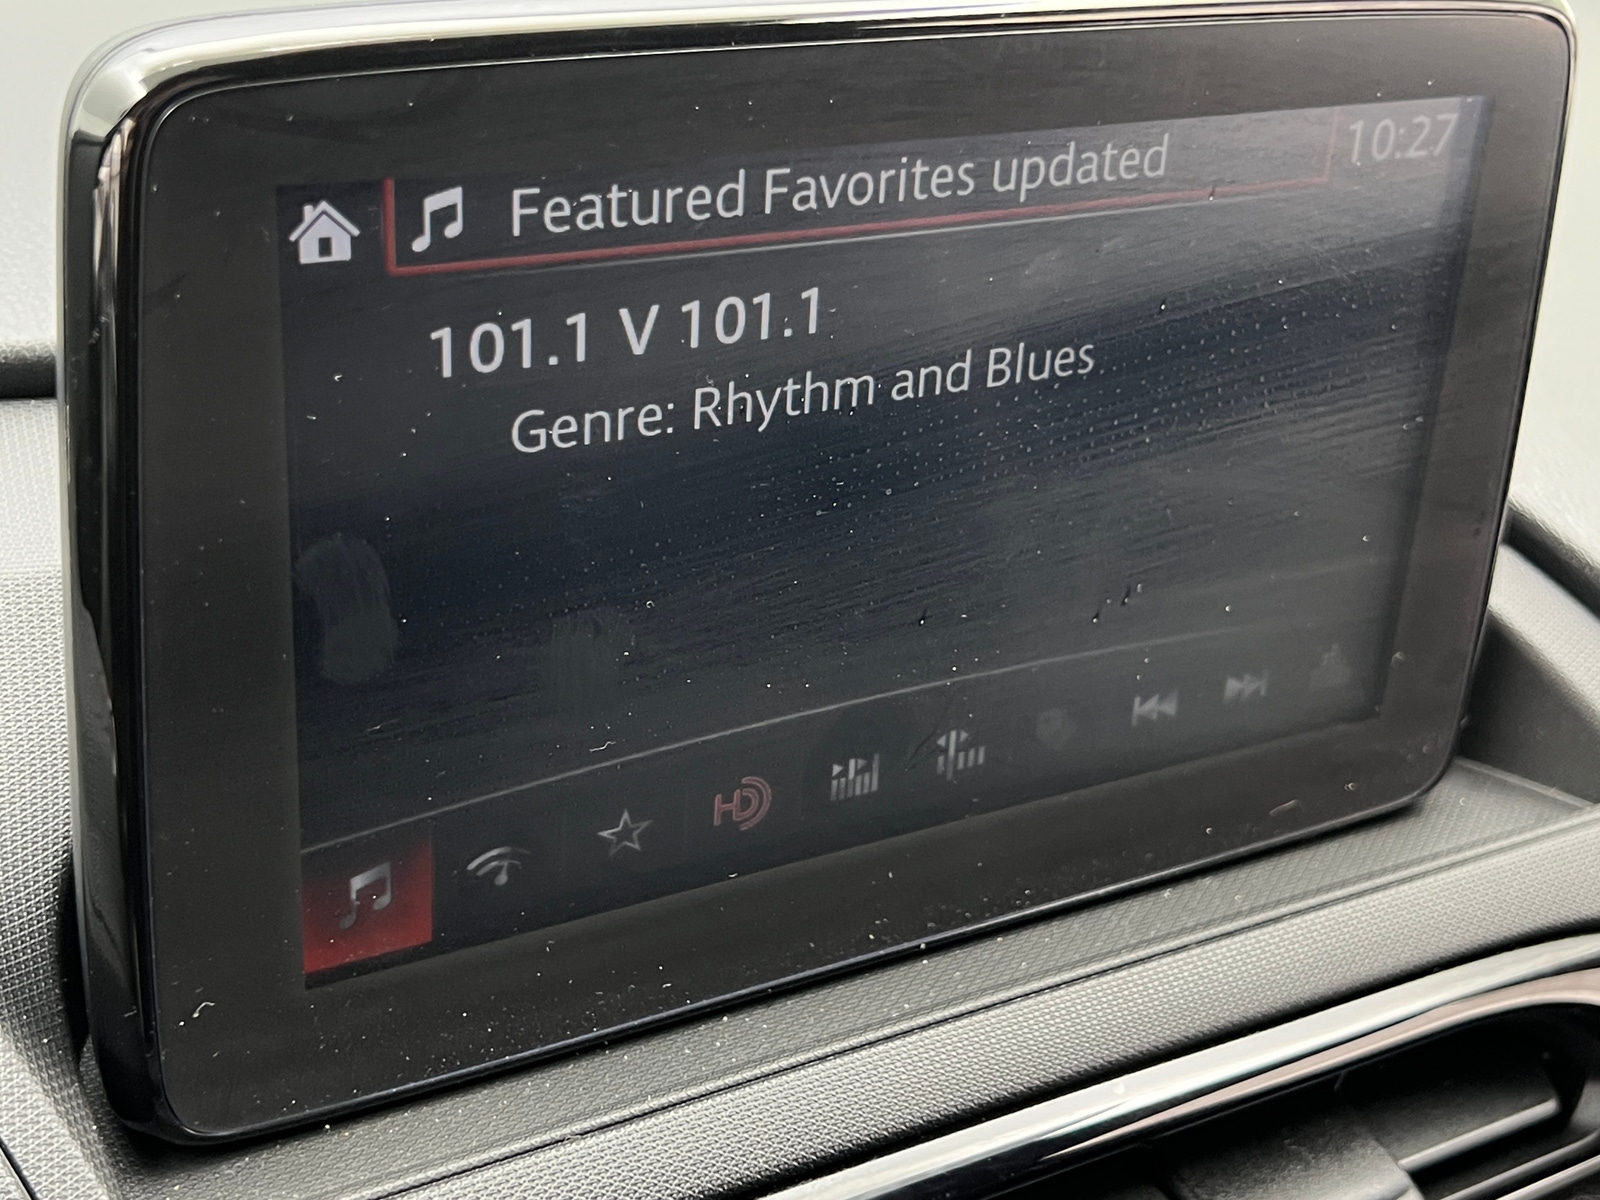 Featured Favorites updated
10:27
101.1 V 101.1
Genre: Rhythm and Blues
HD